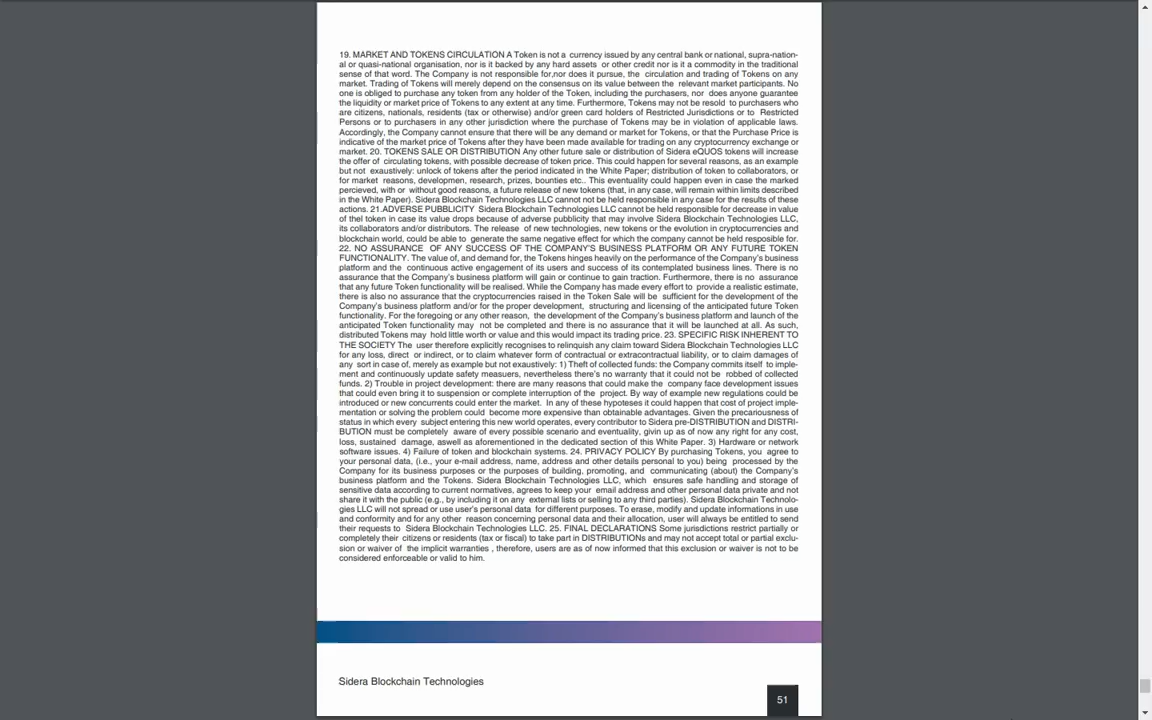 19. MARKET AND TOKENS CIRCULATION A Token is not a currency issued by any central bank or national, supra-nation-
al or quasi-national organisation, nor is it backed by any hard assets or other credit nor is it a commodity in the traditional
sense of that word. The Company is not responsible for,nor does it pursue, the circulation and trading of Tokens on any
market. Trading of Tokens will merely depend on the consensus on its value between the relevant market participants. No
one is obliged to purchase any token from any holder of the Token, including the purchasers, nor does anyone guarantee
the liquidity or market price of Tokens to any extent at any time. Furthermore, Tokens may not be resold to purchasers who
are citizens, nationals, residents (tax or otherwise) and/or green card holders of Restricted Jurisdictions or to Restricted
Persons or to purchasers in any other jurisdiction where the purchase of Tokens may be in violation of applicable laws.
Accordingly, the Company cannot ensure that there will be any demand or market for Tokens, or that the Purchase Price is
indicative of the market price of Tokens after they have been made available for trading on any cryptocurrency exchange or
market. 20. TOKENS SALE OR DISTRIBUTION Any other future sale or distribution of Sidera eQUOS tokens will increase
the offer of circulating tokens, with possible decrease of token price. This could happen for several reasons, as an example
but not exaustively: unlock of tokens after the period indicated in the White Paper; distribution of token to collaborators, or
for market reasons, developmen, research, prizes, bounties etc.. This eventuality could happen even in case the marked
percieved, with or without good reasons, a future release of new tokens (that, in any case, will remain within limits described
in the White Paper). Sidera Blockchain Technologies LLC cannot not be held responsible in any case for the results of these
actions. 21.ADVERSE PUBBLICITY Sidera Blockchain Technologies LLC cannot be held responsible for decrease in value
of thel token in case its value drops because of adverse pubblicity that may involve Sidera Blockchain Technologies LLC,
its collaborators and/or distributors. The release of new technologies, new tokens or the evolution in cryptocurrencies and
blockchain world, could be able to generate the same negative effect for which the company cannot be held resposible for.
22. NO ASSURANCE OF ANY SUCCESS OF THE COMPANY'S BUSINESS PLATFORM OR ANY FUTURE TOKEN
FUNCTIONALITY. The value of, and demand for, the Tokens hinges heavily on the performance of the Company's business
platform and the continuous active engagement of its users and success of its contemplated business lines. There is no
assurance that the Company's business platform will gain or continue to gain traction. Furthermore, there is no assurance
that any future Token functionality will be realised. While the Company has made every effort to provide a realistic estimate,
there is also no assurance that the cryptocurrencies raised in the Token Sale will be sufficient for the development of the
Company's business platform and/or for the proper development, structuring and licensing of the anticipated future Token
functionality. For the foregoing or any other reason, the development of the Company's business platform and launch of the
anticipated Token functionality may not be completed and there is no assurance that it will be launched at all. As such,
distributed Tokens may hold little worth or value and this would impact its trading price. 23. SPECIFIC RISK INHERENT TO
THE SOCIETY The user therefore explicitly recognises to relinquish any claim toward Sidera Blockchain Technologies LLC
for any loss, direct or indirect, or to claim whatever form of contractual or extracontractual liability, or to claim damages of
any sort in case of, merely as example but not exaustively: 1) Theft of collected funds: the Company commits itself to imple-
ment and continuously update safety measuers, nevertheless there's no warranty that it could not be robbed of collected
funds. 2) Trouble in project development: there are many reasons that could make the company face development issues
that could even bring it to suspension or complete interruption of the project. By way of example new regulations could be
introduced or new concurrents could enter the market. In any of these hypoteses it could happen that cost of project imple-
mentation or solving the problem could become more expensive than obtainable advantages. Given the precariousness of
status in which every subject entering this new world operates, every contributor to Sidera pre-DISTRIBUTION and DISTRI-
BUTION must be completely aware of every possible scenario and eventuality, givin up as of now any right for any cost,
loss, sustained damage, aswell as aforementioned in the dedicated section of this White Paper. 3) Hardware or network
software issues. 4) Failure of token and blockchain systems. 24. PRIVACY POLICY By purchasing Tokens, you agree to
your personal data, (i.e., your e-mail address, name, address and other details personal to you) being processed by the
Company for its business purposes or the purposes of building, promoting, and communicating (about) the Company's
business platform and the Tokens. Sidera Blockchain Technologies LLC, which ensures safe handling and storage of
sensitive data according to current normatives, agrees to keep your email address and other personal data private and not
share it with the public (e.g., by including it on any external lists or selling to any third parties). Sidera Blockchain Technolo-
gies LLC will not spread or use user's personal data for different purposes. To erase, modify and update informations in use
and conformity and for any other reason concerning personal data and their allocation, user will always be entitled to send
their requests to Sidera Blockchain Technologies LLC. 25. FINAL DECLARATIONS Some jurisdictions restrict partially or
completely their citizens or residents (tax or fiscal) to take part in DISTRIBUTIONs and may not accept total or partial exclu-
sion or waiver of the implicit warranties , therefore, users are as of now informed that this exclusion or waiver is not to be
considered enforceable or valid to him.
Sidera Blockchain Technologies
51